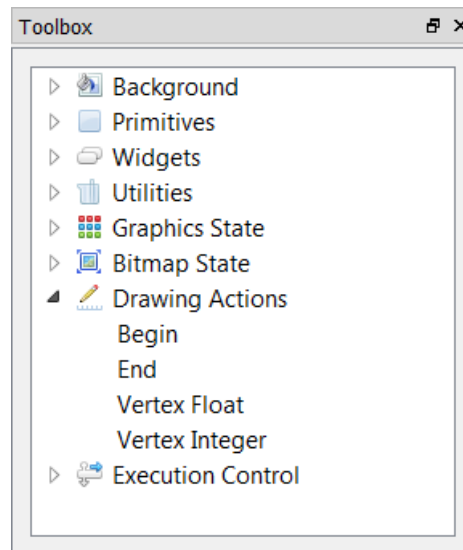 Toolbox
Background
Primitives
Widgets
Utilities
Graphics State
Bitmap State
Drawing Actions
Begin
End
Vertex Float
Vertex Integer
Execution Control